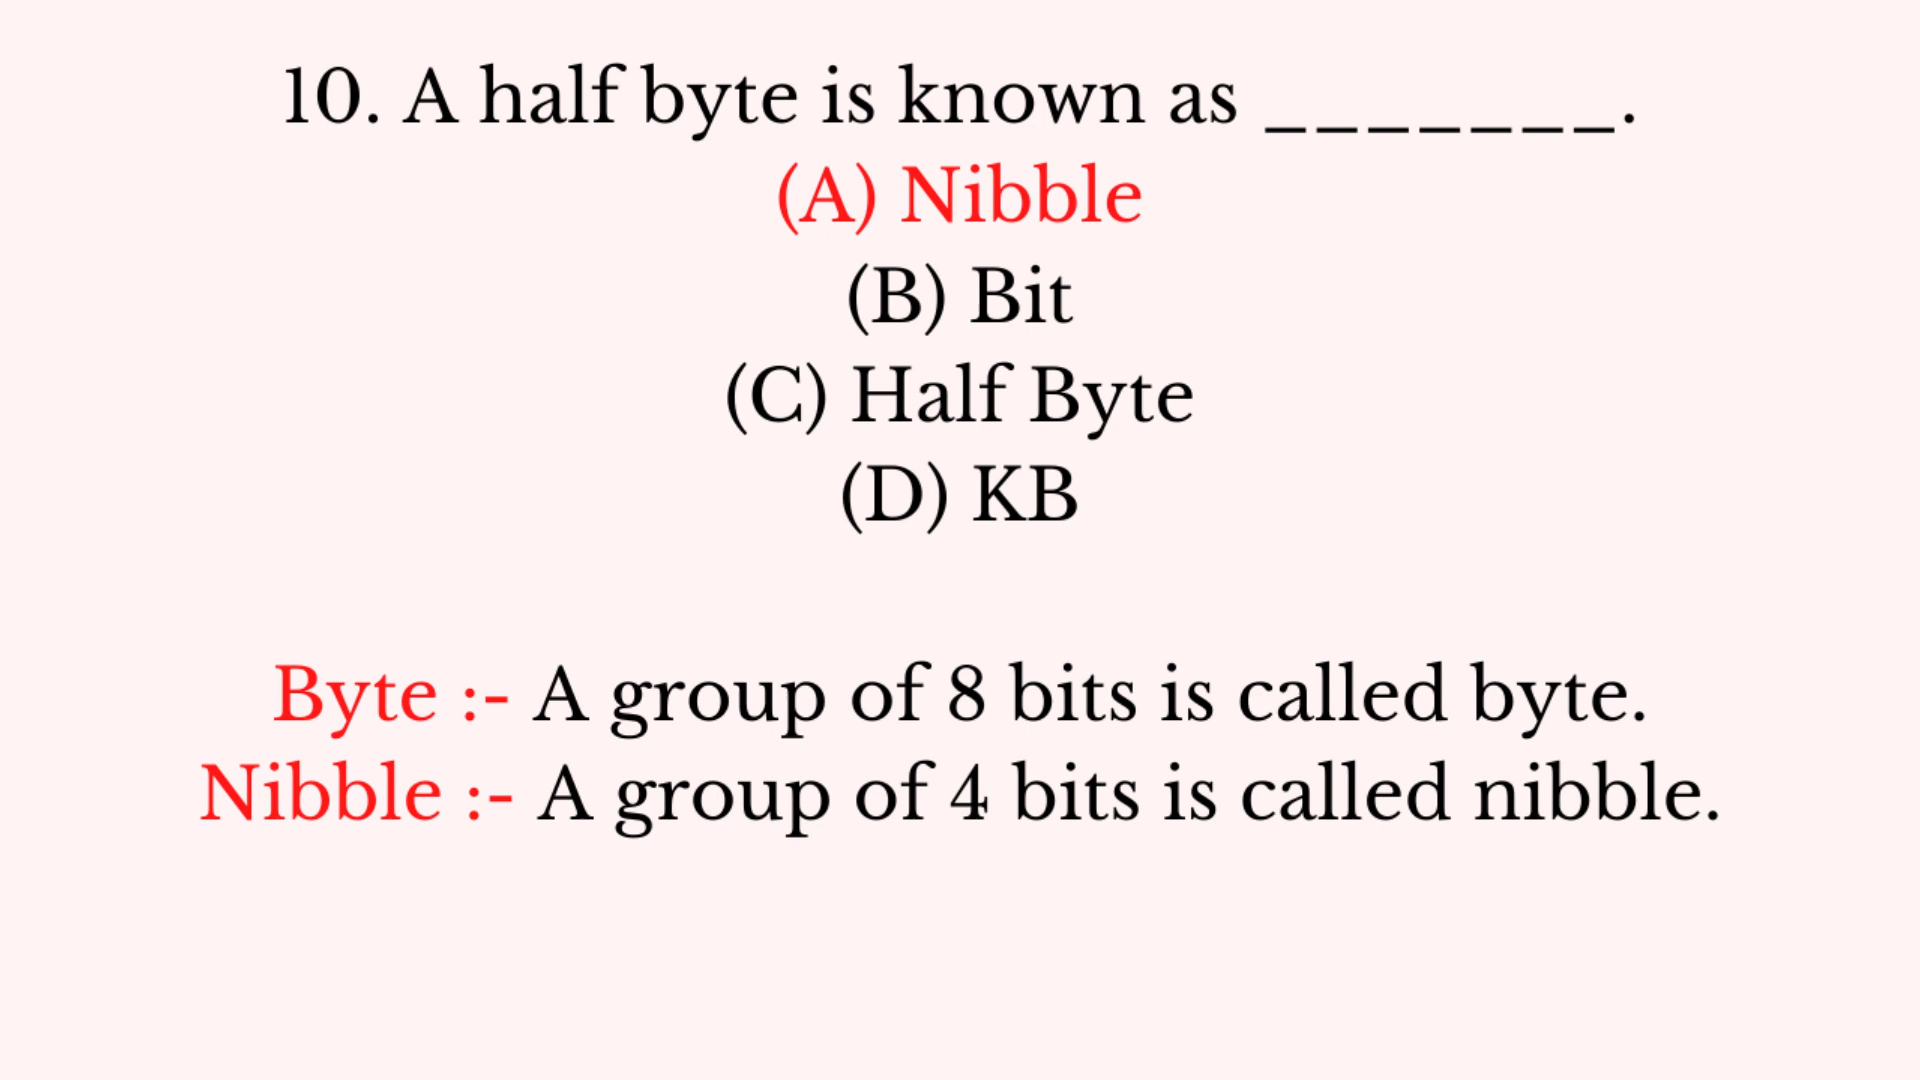 10. A half byte is known as _______.
(A) Nibble
(B) Bit
(C) Half Byte
(D) KB
Byte :- A group of 8 bits is called byte.
Nibble :- A group of 4 bits is called nibble.